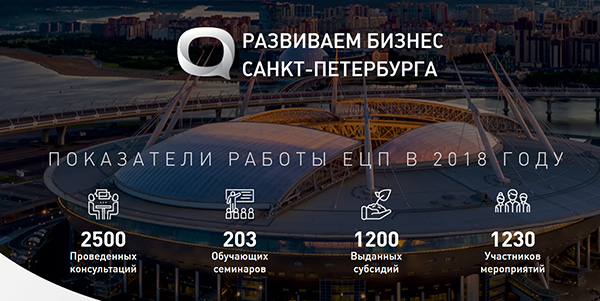 РАЗВИВАЕМ БИЗНЕС
САНКТ-ПЕТЕРБУРГА
ПОКАЗАТЕЛИ РАБОТЫ ЕЦП В 2018 ГОДУ
2500
Проведенных
консультаций
203
Обучающих
семинаров
1200
Выданных
субсидий
1230
Участников
мероприятий